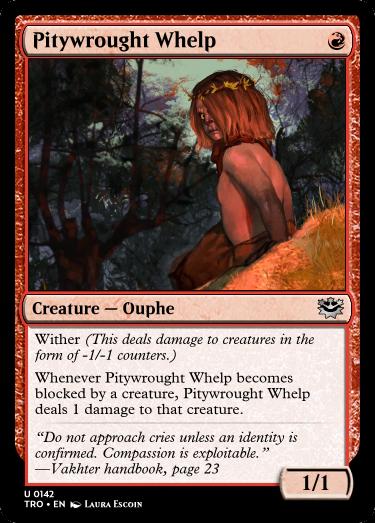 Pitywrought Whelp
Creature — Ouphe
Wither (This deals damage to creatures in the
form of -1/-1 counters.)
Whenever Pitywrought Whelp becomes
blocked by a creature, Pitywrought Whelp
deals 1 damage to that creature.
“Do not approach cries unless an identity is
confirmed. Compassion is exploitable.”
—Vakhter handbook, page 23
1/1
U 0142
TRO • EN Laura Escoin